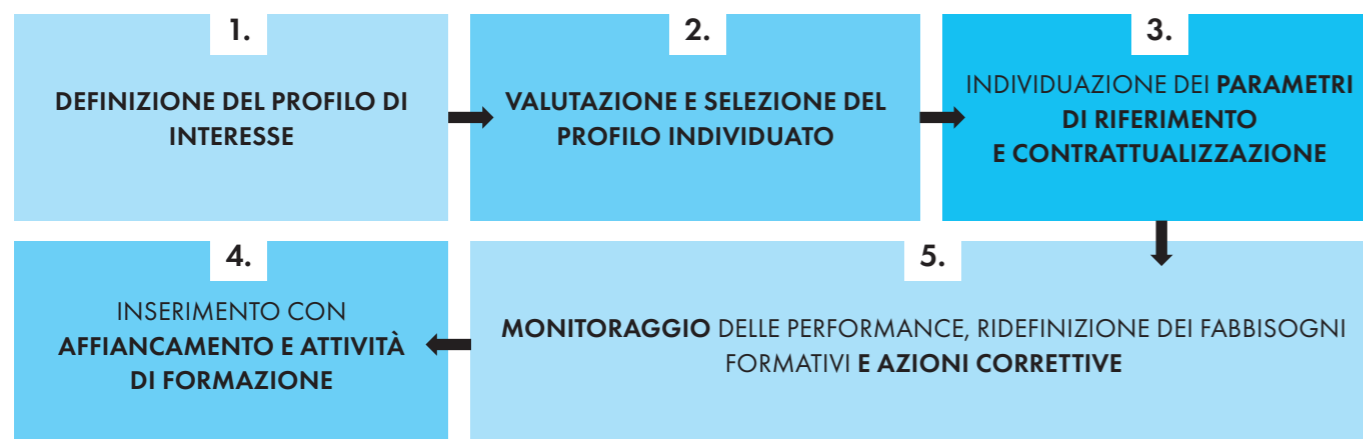 1.
DEFINIZIONE DEL PROFILO DI
INTERESSE
2.
VALUTAZIONE E SELEZIONE DEL
PROFILO INDIVIDUATO
3.
INDIVIDUAZIONE DEI PARAMETRI
DI RIFERIMENTO
E CONTRATTUALIZZAZIONE
4.
INSERIMENTO CON
AFFIANCAMENTO E ATTIVITÀ
DI FORMAZIONE
5.
MONITORAGGIO DELLE PERFORMANCE, RIDEFINIZIONE DEI FABBISOGNI
FORMATIVI E AZIONI CORRETTIVE